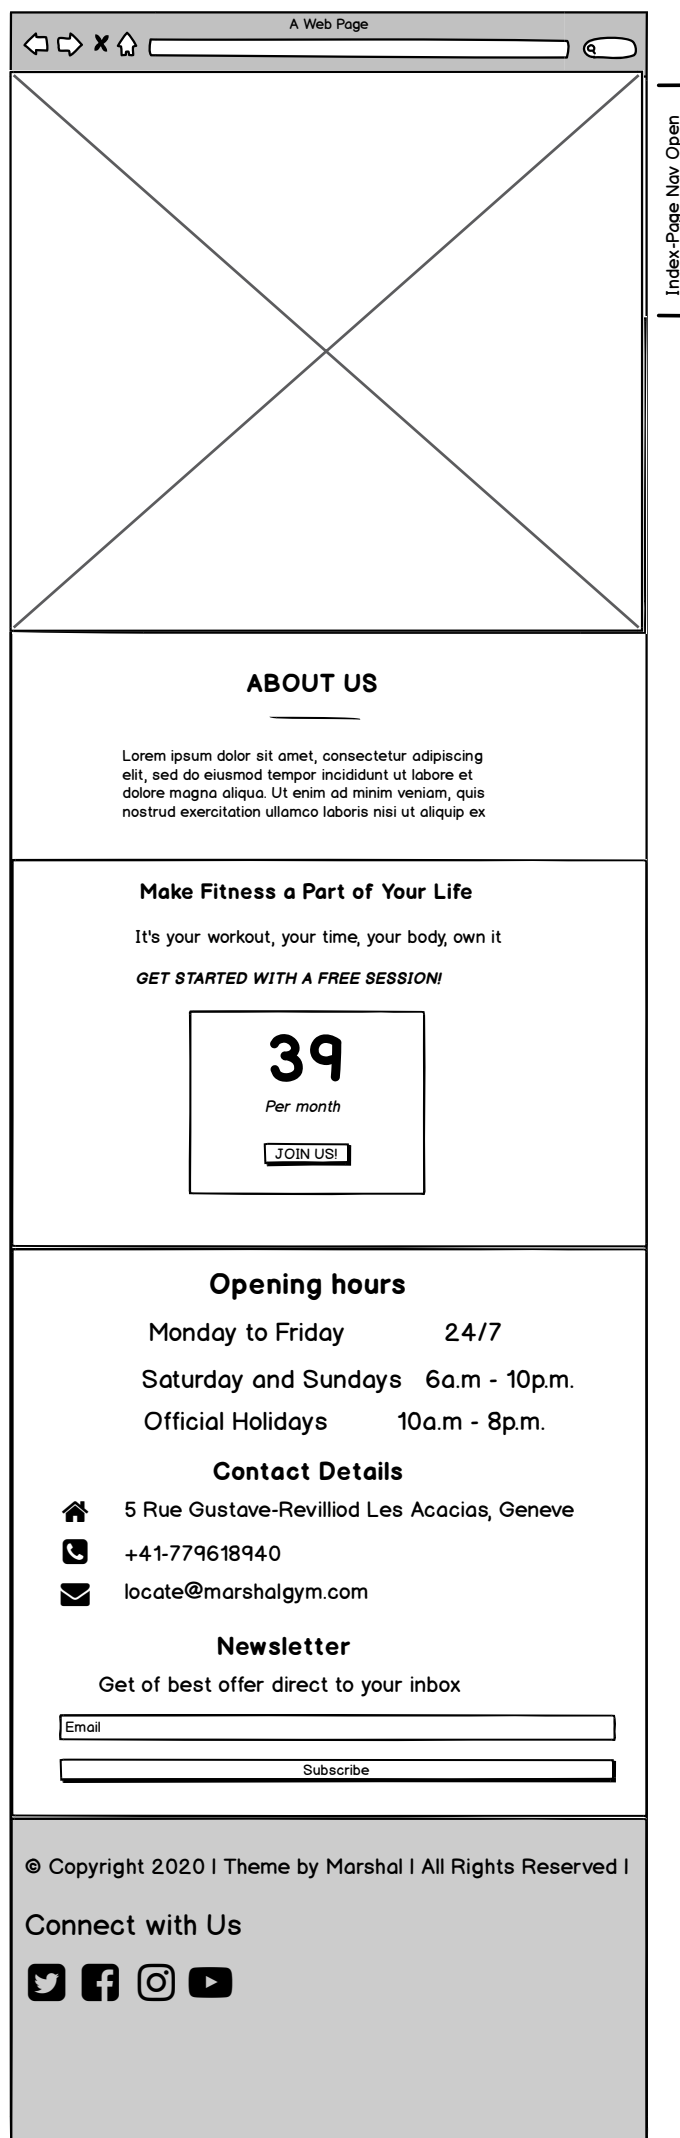 A Web Page
Index-Page Nav Open
ABOUT US
Lorem ipsum dolor sit amet, consectetur adipiscing
elit, sed do eiusmod tempor incididunt ut labore et
dolore magna aliqua. Ut enim ad minim veniam, quis
nostrud exercitation ullamco laboris nisi ut aliquip ex
Make Fitness a Part of Your Life
It's your workout, your time, your body, own it
GET STARTED WITH A FREE SESSION!
39
Per month
JOIN US!
Opening hours
Monday to Friday 24/7
Saturday and Sundays 6a.m - 10p.m.
Official Holidays 10a.m - 8p.m.
Contact Details
5 Rue Gustave-Revilliod Les Acacias, Geneve
+41-779618940
locate@marshalgym.com
Newsletter
Get of best offer direct to your inbox
Email
Subscribe
© Copyright 2020 | Theme by Marshal | All Rights Reserved |
Connect with Us